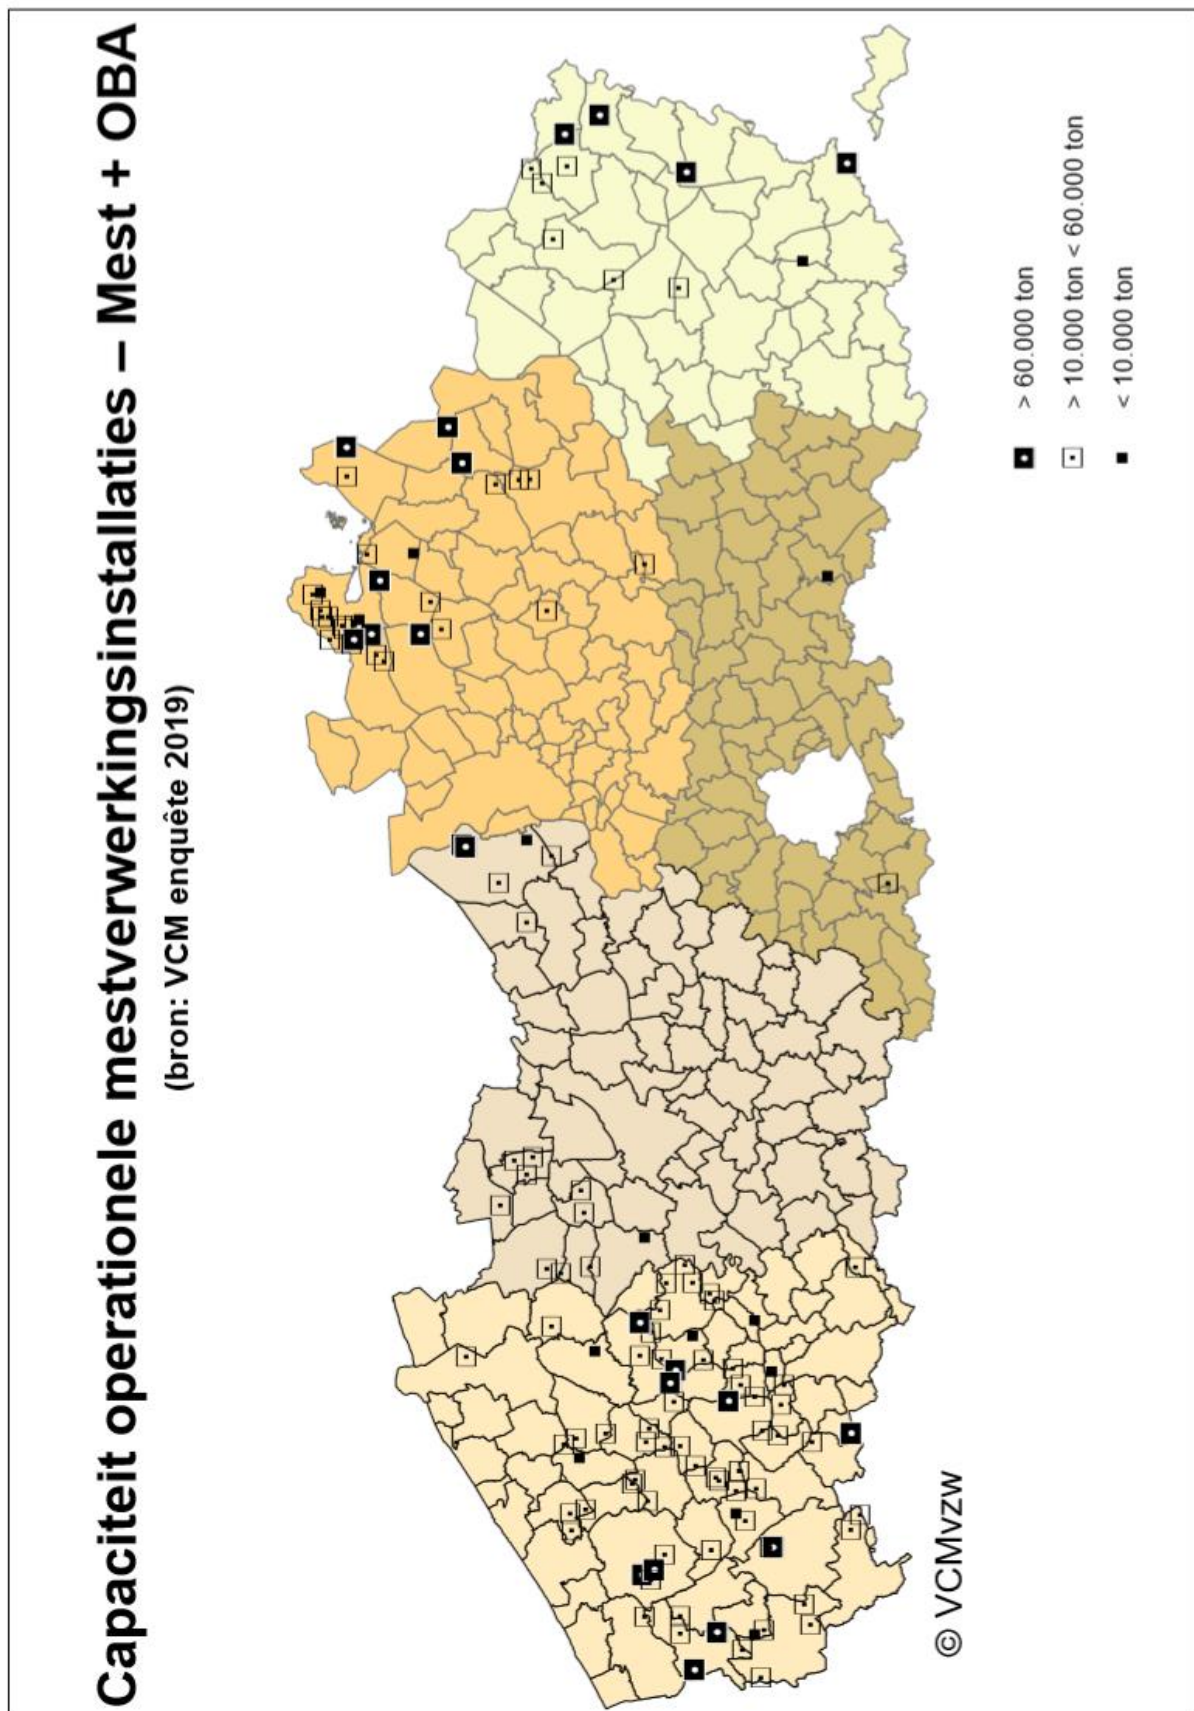 Capaciteit operationele mestverwerkingsinstallaties – Mest + OBA
(bron: VCM enquête 2019)
> 60.000 ton
> 10.000 ton < 60.000 ton
< 10.000 ton
© VCMvzw